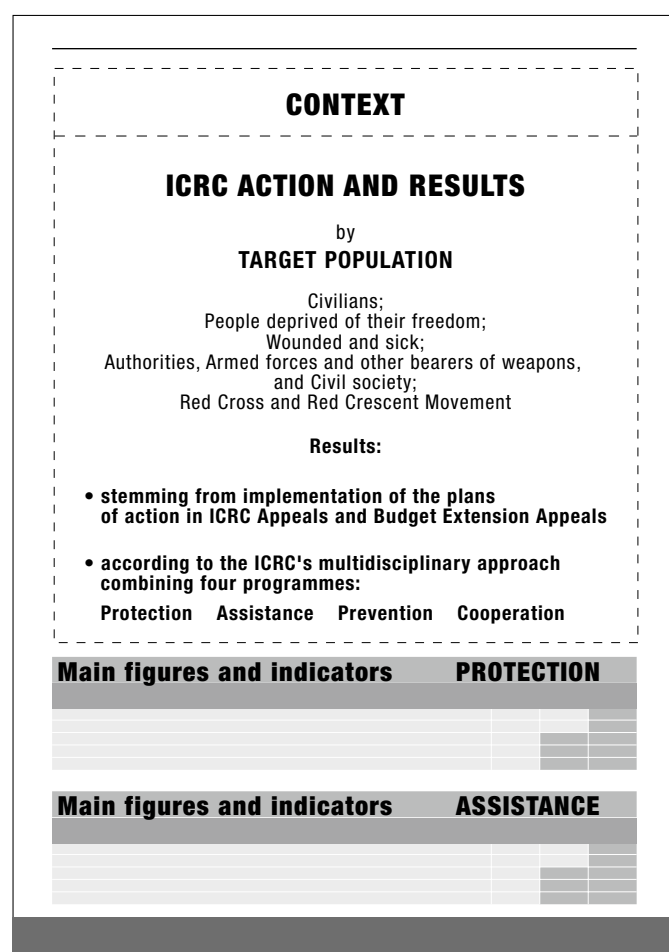 CONTEXT
ICRC ACTION AND RESULTS
by
TARGET POPULATION
Civilians;
People deprived of their freedom;
Wounded and sick;
Authorities, Armed forces and other bearers of weapons,
and Civil society;
Red Cross and Red Crescent Movement
Results:
• stemming from implementation of the plans
of action in ICRC Appeals and Budget Extension Appeals
• according to the ICRC's multidisciplinary approach
combining four programmes:
Protection Assistance Prevention Cooperation
Main figures and indicators PROTECTION
Main figures and indicators ASSISTANCE